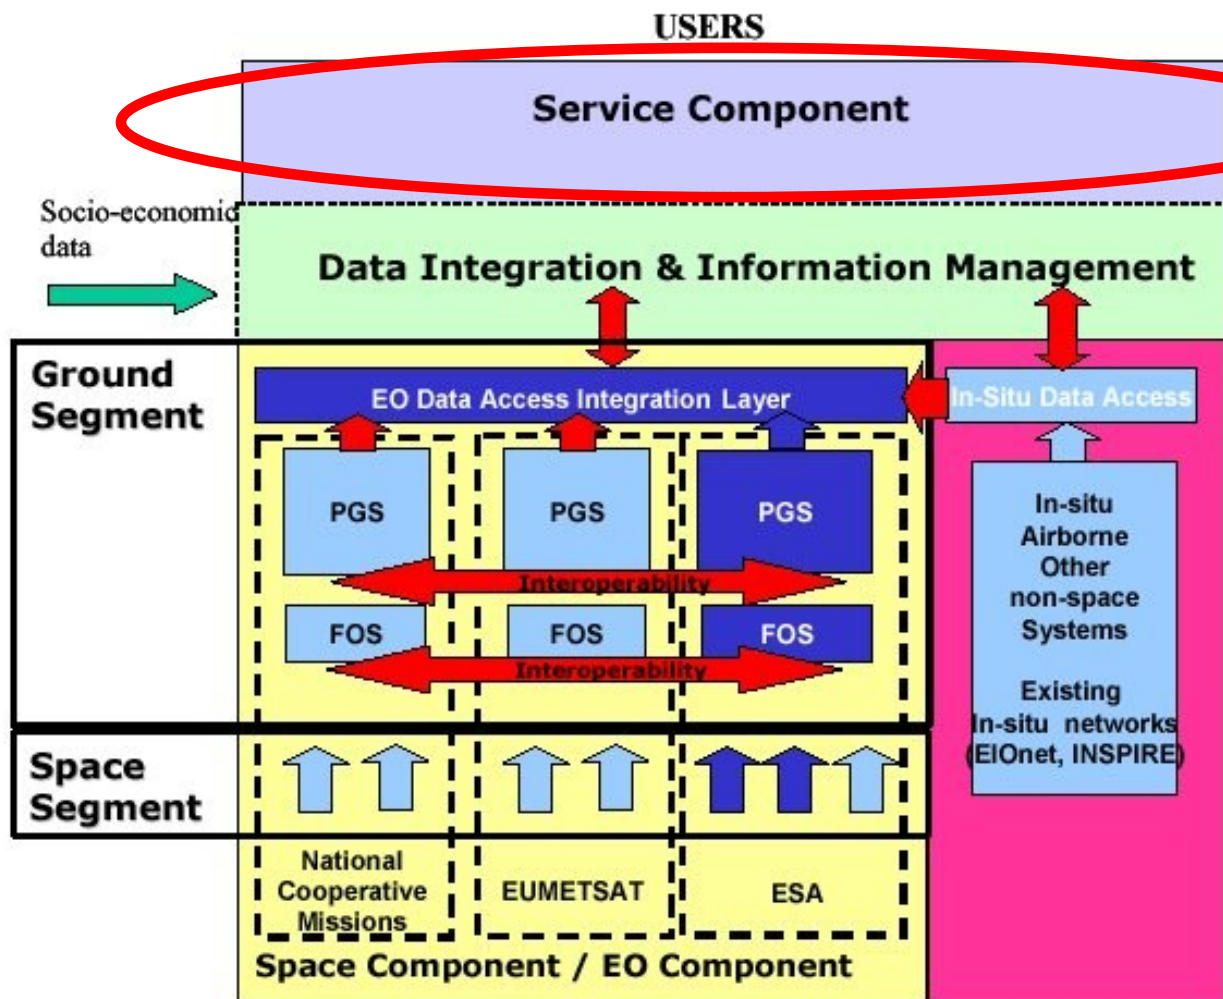 USERS
Service Component
Socio-economic
data
Data Integration & Information Management
Ground
Segment
EO Data Access Integration Layer
In-Situ Data Access
PGS
PGS
PGS
Interoperability
FOS
FOS
FOS
Interoperability
In-situ
Airborne
Other
non-space
Systems
Existing
In-situ networks
(EIOnet, INSPIRE)
Space
Segment
National
Cooperative
Missions
EUMETSAT
ESA
Space Component / EO Component